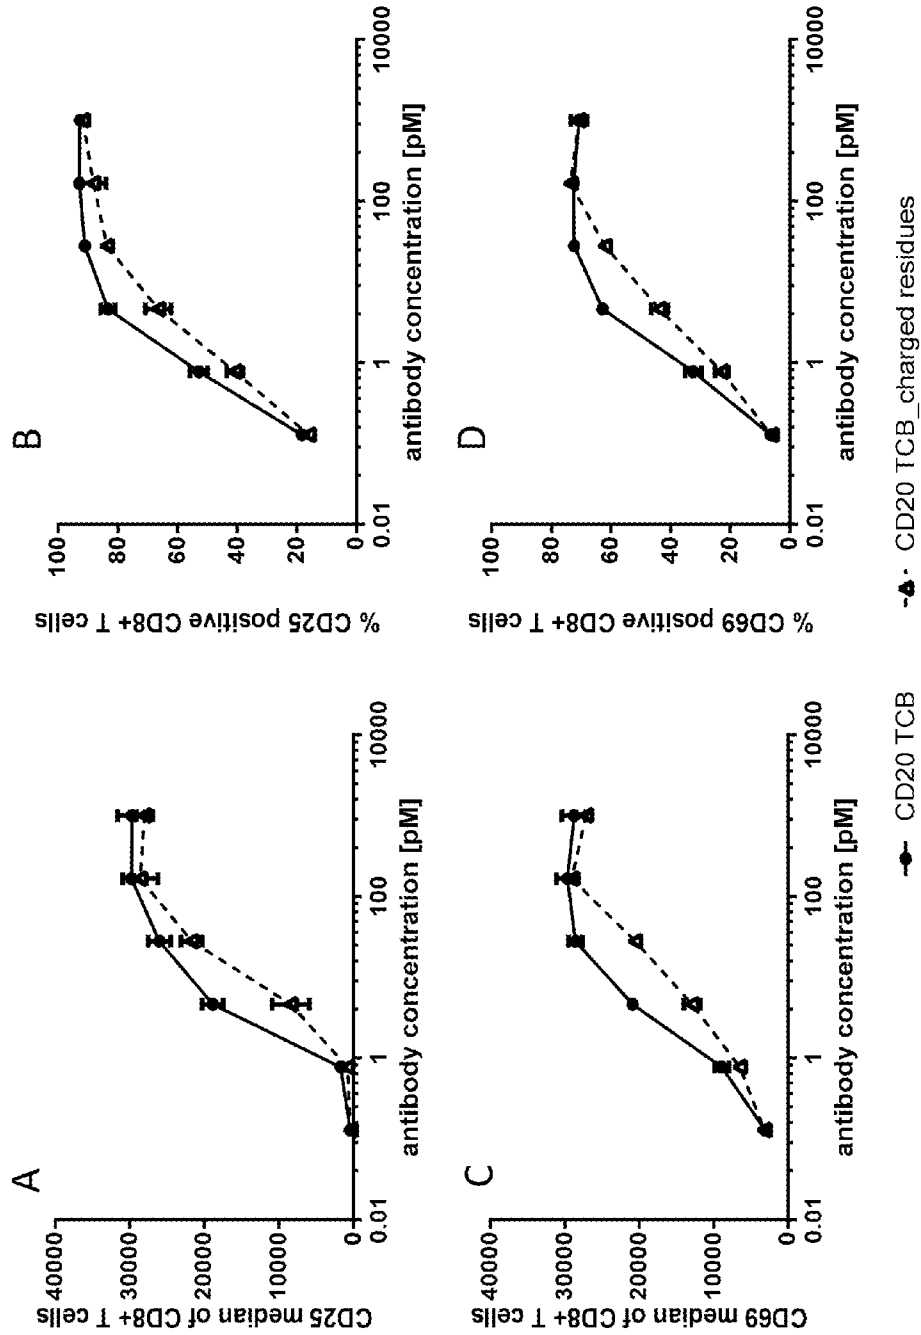 A
CD25 median of CD8+ T cells
40000
30000
20000
10000
0
0.01
1
100
10000
antibody concentration [pM]
B
% CD25 positive CD8+ T cells
100
80
60
40
20
0
0.01
1
100
10000
antibody concentration [pM]
C
CD69 median of CD8+ T cells
40000
30000
20000
10000
0
0.01
1
100
10000
antibody concentration [pM]
D
% CD69 positive CD8+ T cells
100
80
60
40
20
0
0.01
1
100
10000
antibody concentration [pM]
CD20 TCB
CD20 TCB_charged residues